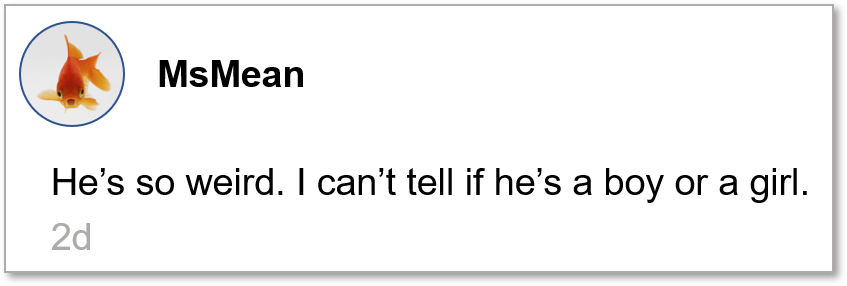 MsMean
He’s so weird. I can’t tell if he’s a boy or a girl.
2d